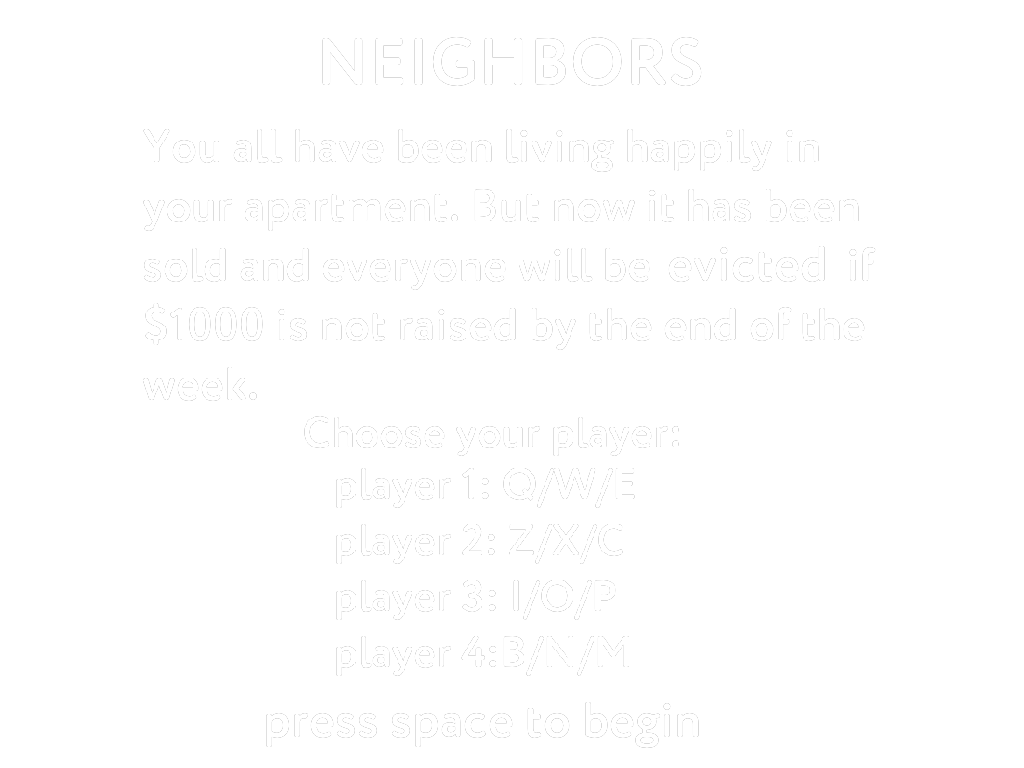 NEIGHBORS
You all have been living happily in
your apartment. But now it has been
sold and everyone will be evicted if
$1000 is not raised by the end of the
week.
Choose your player:
player 1: Q/W/E
player 2: Z/X/C
player 3: I/O/P
player 4:B/N/M
press space to begin